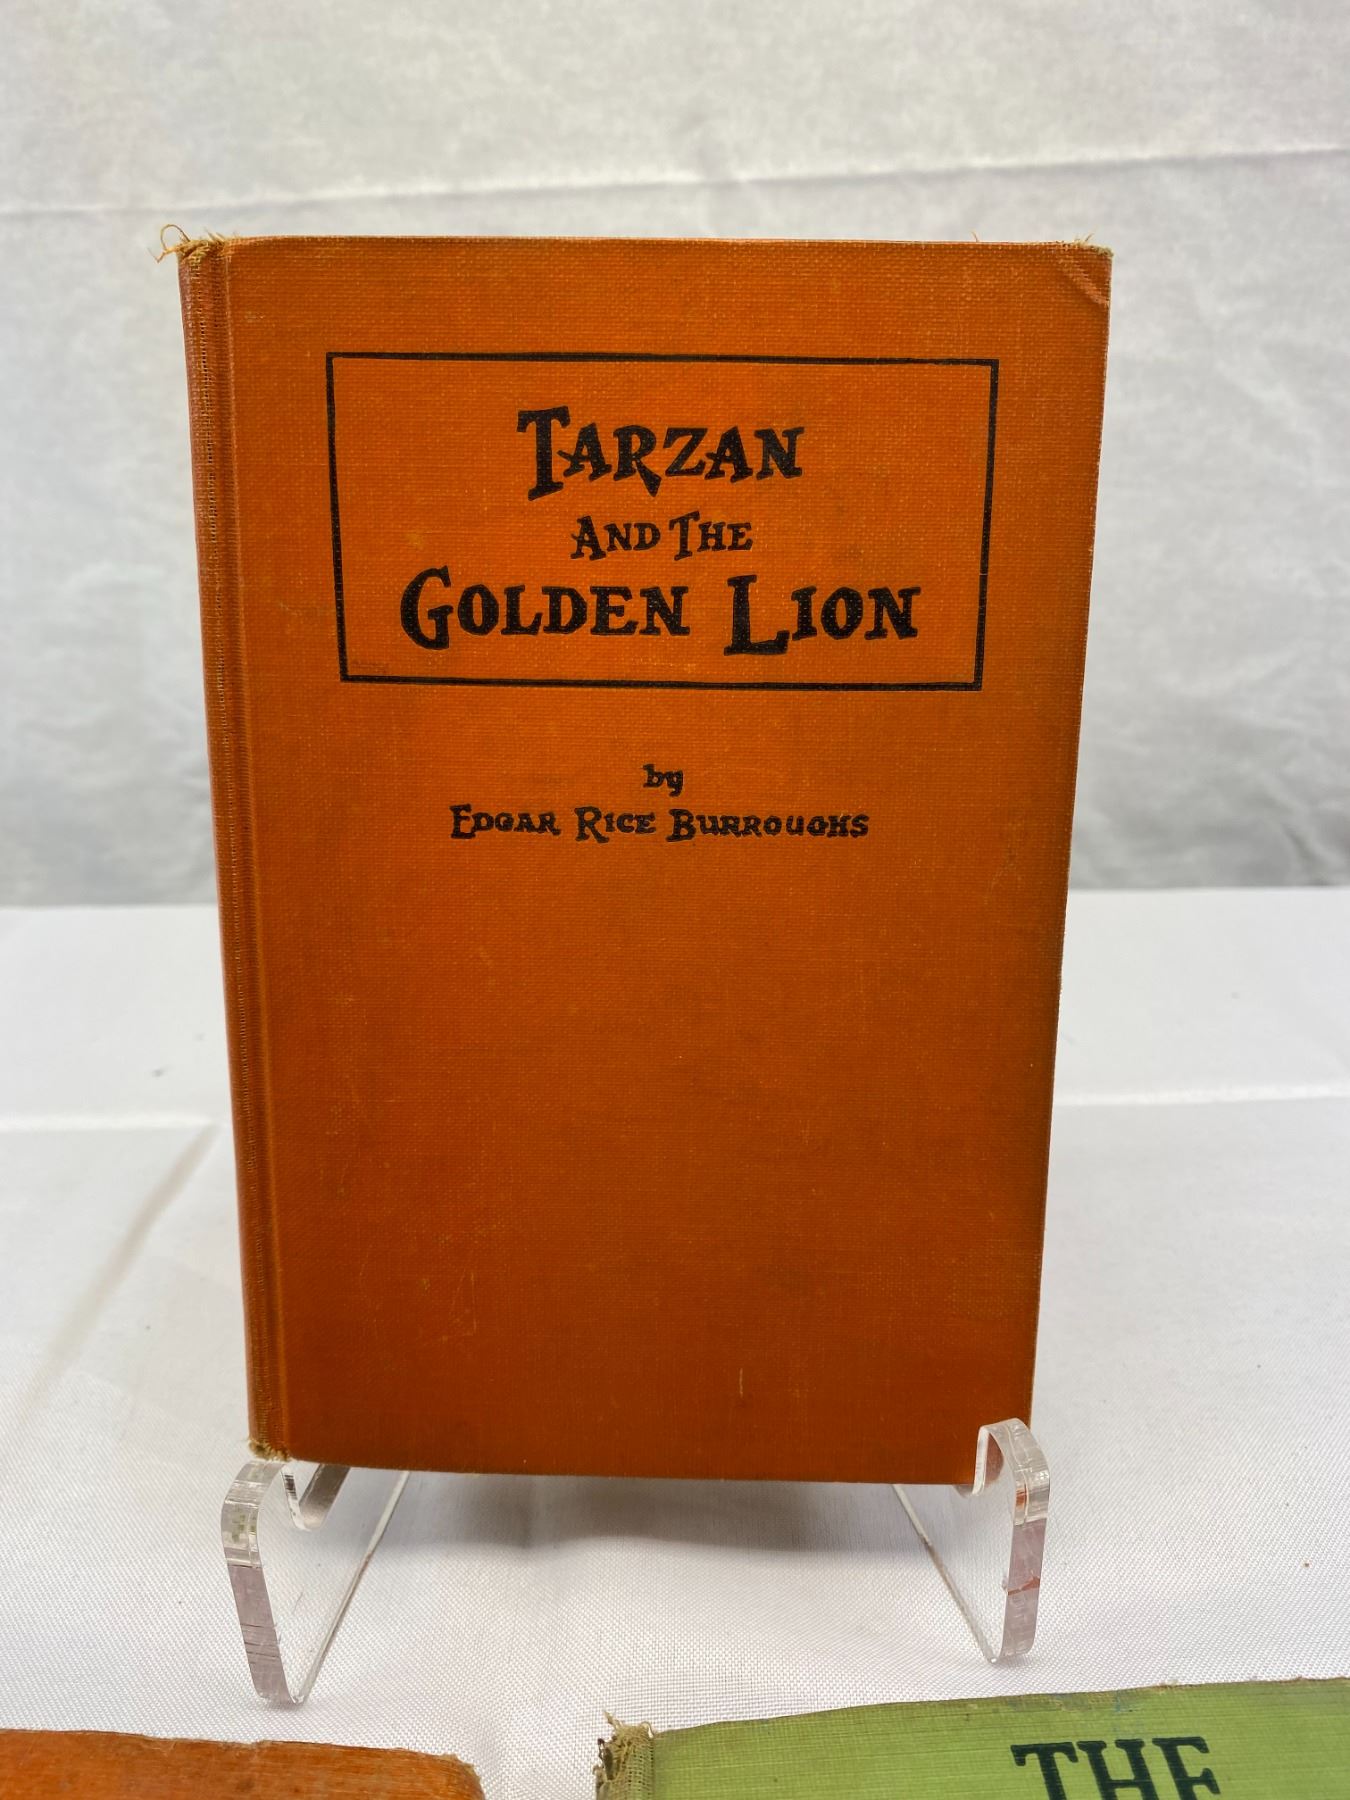 TARZAN
AND THE
GOLDEN LION
by
EDGAR RICE BURROUGHS
THE